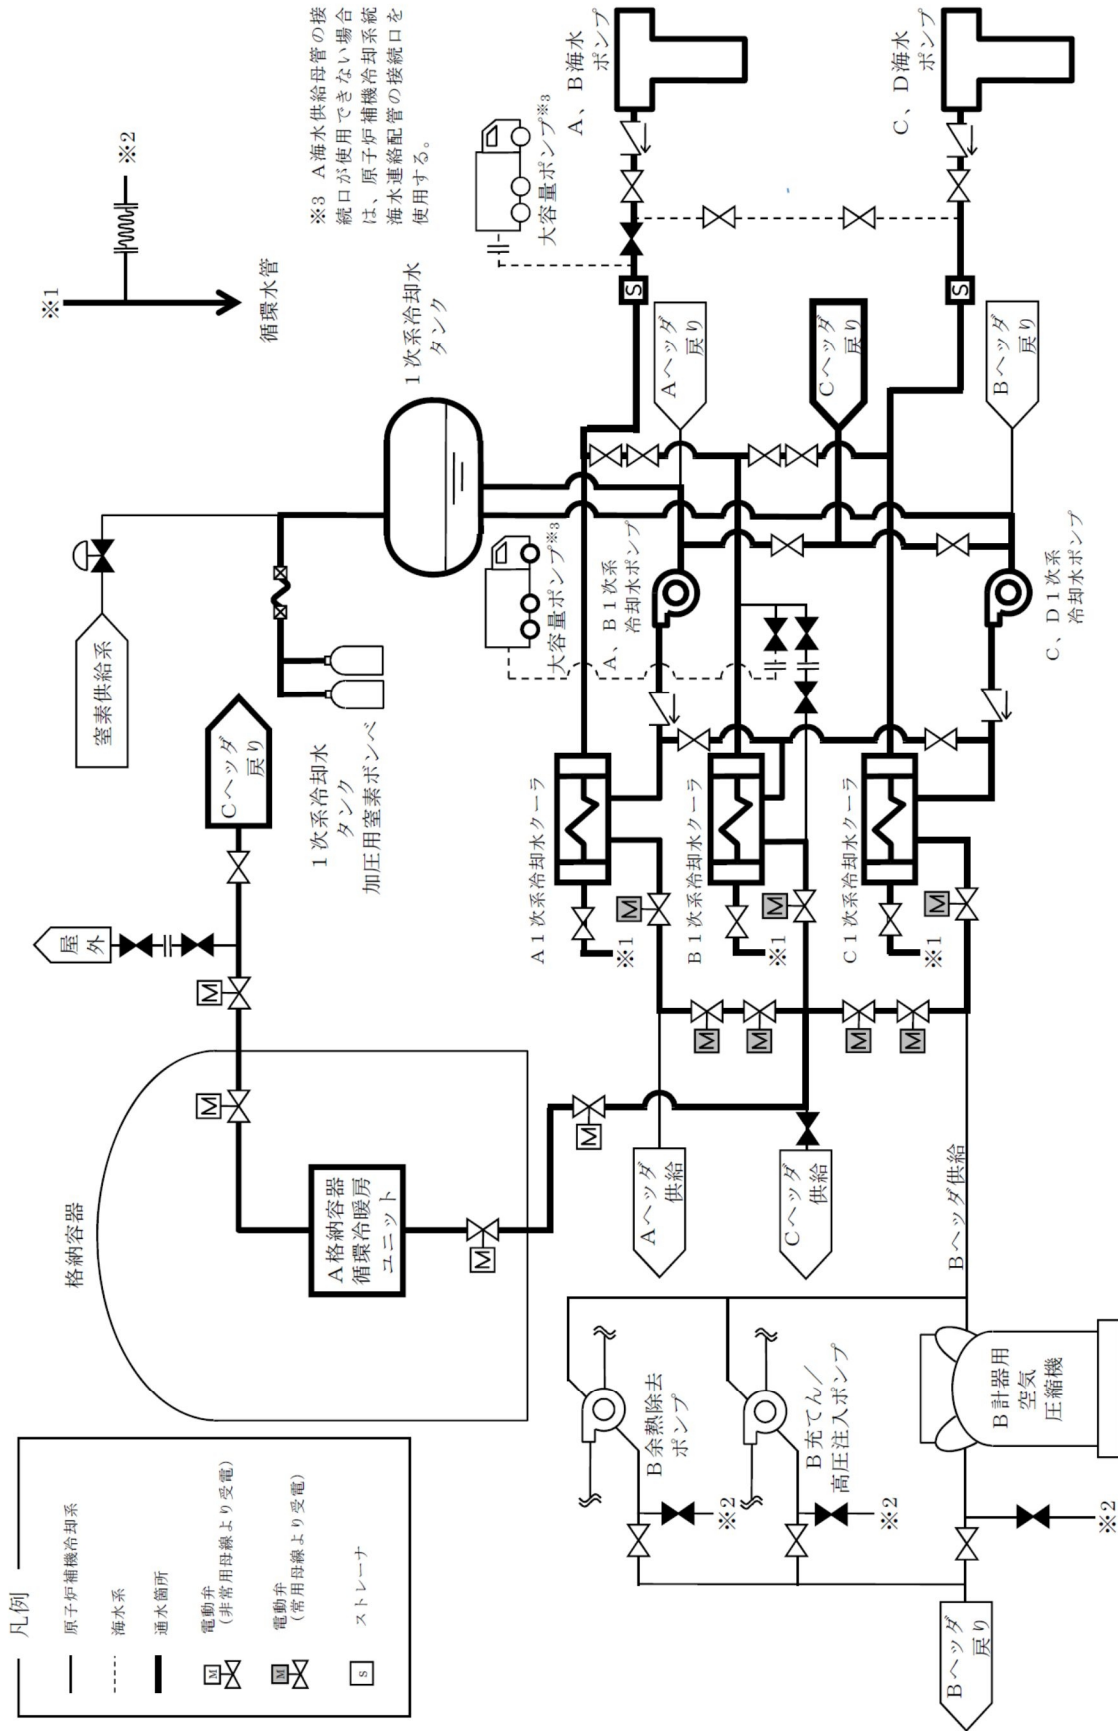 凡例
原子炉補機冷却系
海水系
通水箇所
M
電動弁
(非常用母線より受電)
M
電動弁
(常用母線より受電)
S
ストレーナ
格納容器
A格納容器
循環冷暖房
ユニット
M
M
M
M
屋
外
Cヘッダ
戻り
窒素供給系
1次系冷却水
タンク
加圧用窒素ボンベ
1次系冷却水
タンク
※1
※2
循環水管
※3 A海水供給母管の接
続口が使用できない場合
は、原子炉補機冷却系統
海水連絡配管の接続口を
使用する。
大容量ポンプ※3
A、B海水
ポンプ
S
大容量ポンプ※3
A、B1次系
冷却水ポンプ
Aヘッダ
戻り
Cヘッダ
戻り
Bヘッダ
戻り
C、D海水
ポンプ
S
C、D1次系
冷却水ポンプ
A1次系冷却水クーラ
※1
M
B1次系冷却水クーラ
※1
M
C1次系冷却水クーラ
※1
M
M
M
M
M
Aヘッダ
供給
Cヘッダ
供給
Bヘッダ供給
B余熱除去
ポンプ
※2
B充てん/
高圧注入ポンプ
※2
B計器用
空気
圧縮機
※2
Bヘッダ
戻り